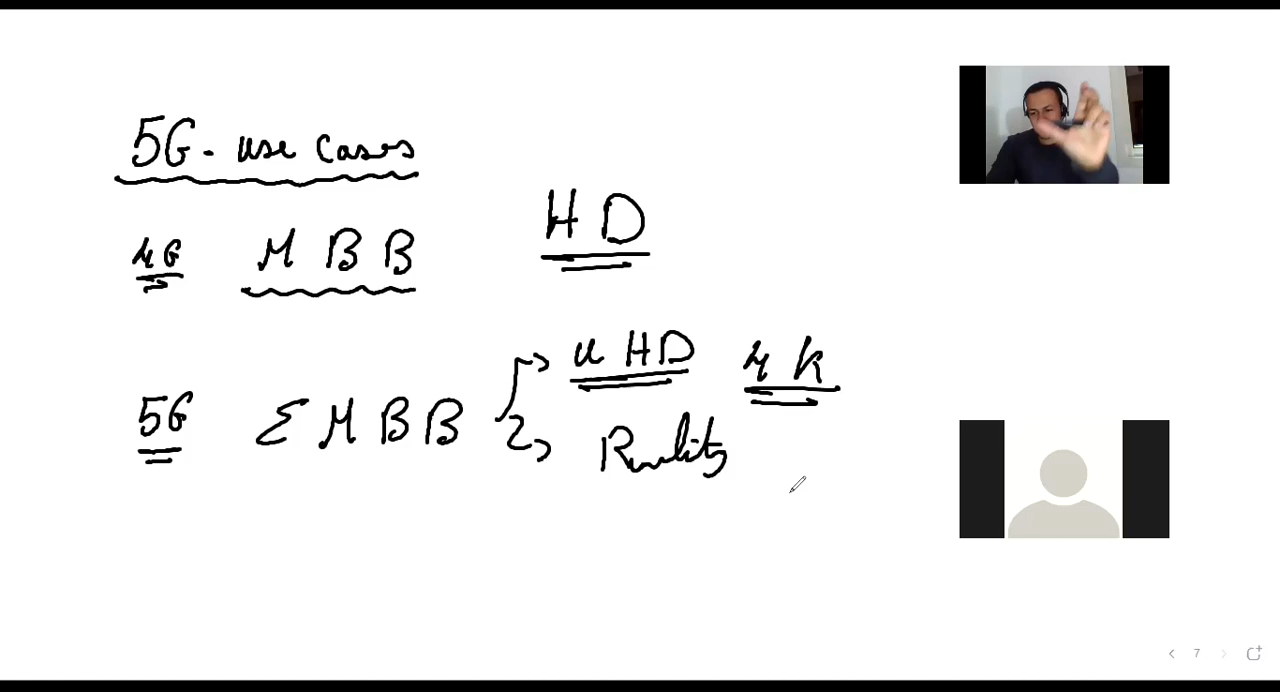 5G - use cases
4G MBB HD
5G EMBB UHD 4K
Reality
7